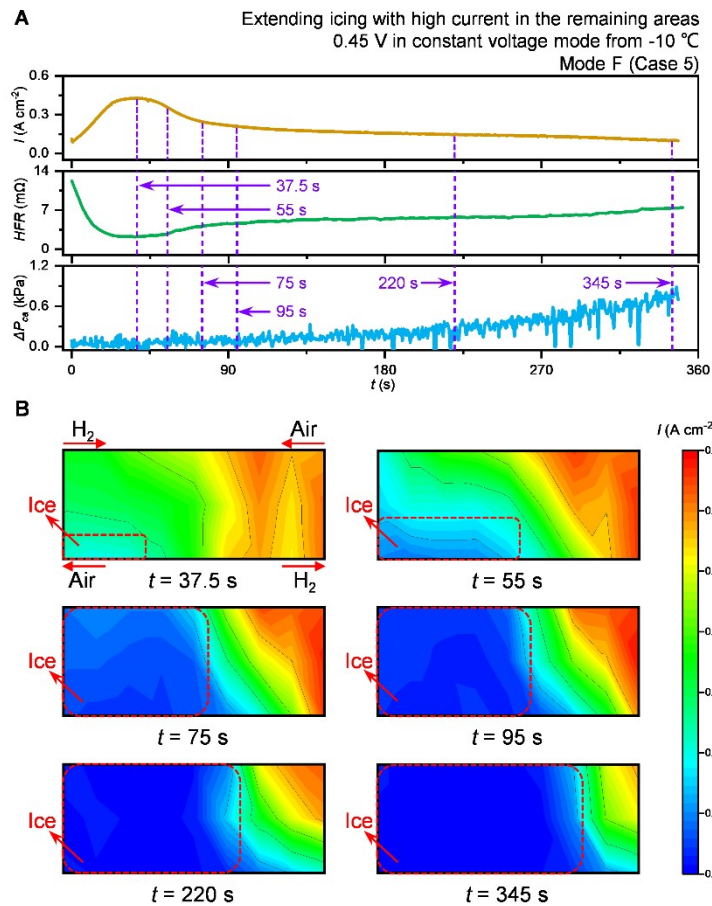 A
Extending icing with high current in the remaining areas
0.45 V in constant voltage mode from -10 ℃
Mode F (Case 5)
I (A cm⁻²)
0.6
0.3
0.0
HFR (mΩ)
14
7
0
37.5 s
55 s
ΔP_ca (kPa)
1.2
0.6
0.0
75 s
220 s
345 s
95 s
0
90
180
270
360
t (s)
B
I (A cm⁻²
H₂
Air
Ice
Ice
Air
H₂
t = 37.5 s
t = 55 s
Ice
Ice
t = 75 s
t = 95 s
Ice
Ice
t = 220 s
t = 345 s